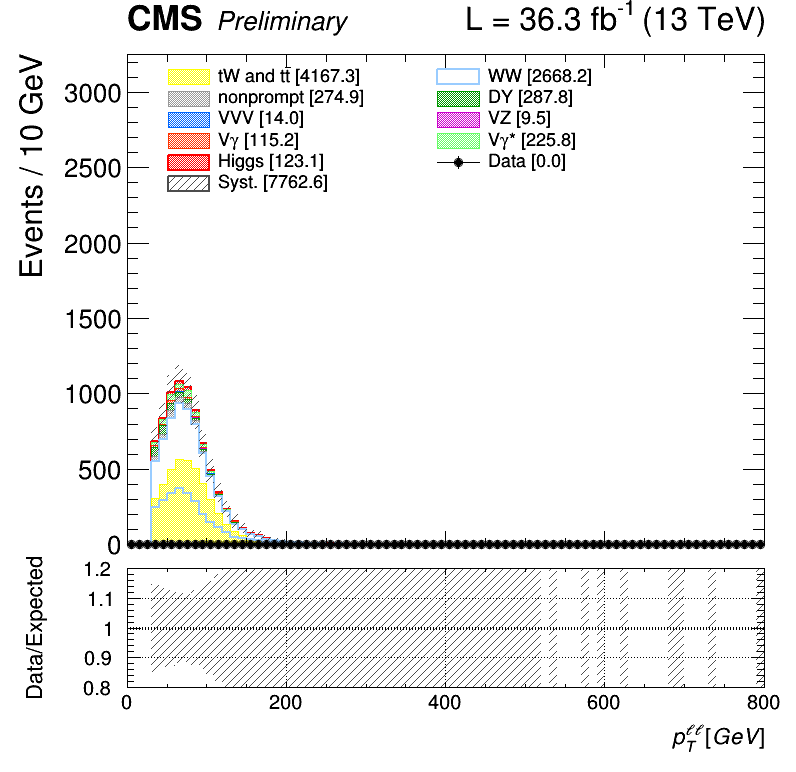 CMS Preliminary L = 36.3 fb⁻¹ (13 TeV)
Events / 10 GeV
tW and tt̄ [4167.3]
nonprompt [274.9]
VVV [14.0]
Vγ [115.2]
Higgs [123.1]
Syst. [7762.6]
WW [2668.2]
DY [287.8]
VZ [9.5]
Vγ* [225.8]
Data [0.0]
3000
2500
2000
1500
1000
500
0
Data/Expected
1.2
1.1
1
0.9
0.8
0 200 400 600 800
p_T^ℓℓ [GeV]